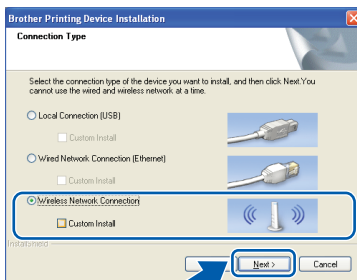 Brother Printing Device Installation
Connection Type
Select the connection type of the device you want to install, and then click Next.You
cannot use the wired and wireless network at a time.
Local Connection (USB)
Custom Install
Wired Network Connection (Ethernet)
Custom Install
Wireless Network Connection
Custom Install
InstallShield
Next >
Cancel